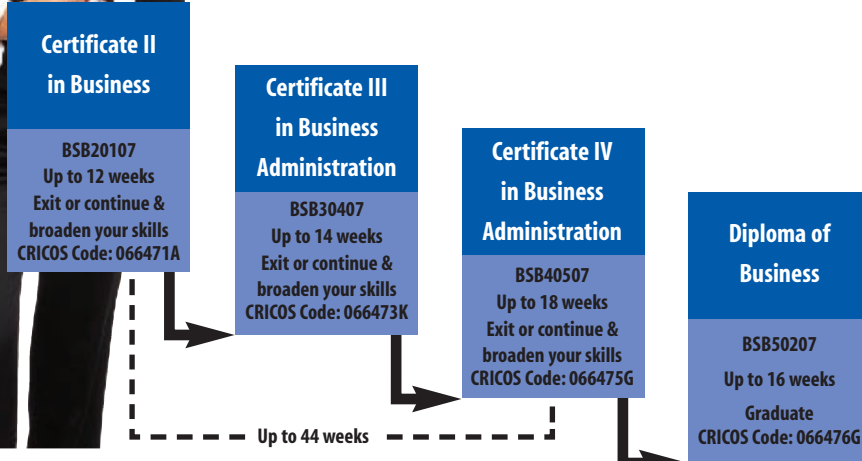 Certificate II
in Business
BSB20107
Up to 12 weeks
Exit or continue &
broaden your skills
CRICOS Code: 066471A
Certificate III
in Business
Administration
BSB30407
Up to 14 weeks
Exit or continue &
broaden your skills
CRICOS Code: 066473K
Certificate IV
in Business
Administration
BSB40507
Up to 18 weeks
Exit or continue &
broaden your skills
CRICOS Code: 066475G
Diploma of
Business
BSB50207
Up to 16 weeks
Graduate
CRICOS Code: 066476G
Up to 44 weeks